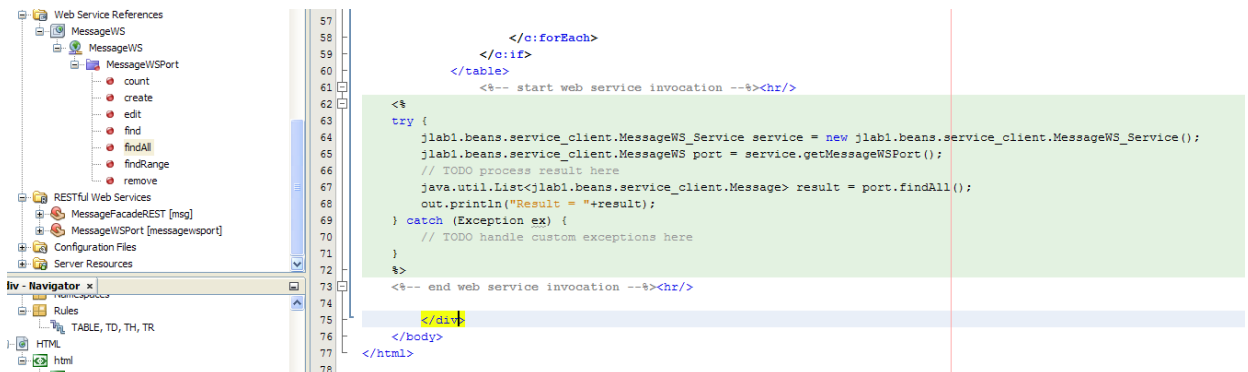 Web Service References
MessageWS
MessageWS
MessageWSPort
count
create
edit
find
findAll
findRange
remove
RESTful Web Services
MessageFacadeREST [msg]
MessageWSPort [messagewsport]
Configuration Files
Server Resources
div - Navigator ×
Namespaces
Rules
TABLE, TD, TH, TR
HTML
html
57
58 </c:forEach>
59 </c:if>
60 </table>
61 <%-- start web service invocation --%><hr/>
62 <%
63 try {
64 jlab1.beans.service_client.MessageWS_Service service = new jlab1.beans.service_client.MessageWS_Service();
65 jlab1.beans.service_client.MessageWS port = service.getMessageWSPort();
66 // TODO process result here
67 java.util.List<jlab1.beans.service_client.Message> result = port.findAll();
68 out.println("Result = "+result);
69 } catch (Exception ex) {
70 // TODO handle custom exceptions here
71 }
72 %>
73 <%-- end web service invocation --%><hr/>
74
75 </div>
76 </body>
77 </html>
78